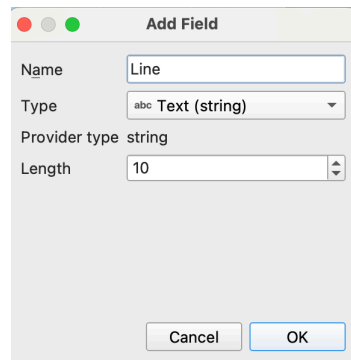 Add Field
Name Line
Type abc Text (string)
Provider type string
Length 10
Cancel OK